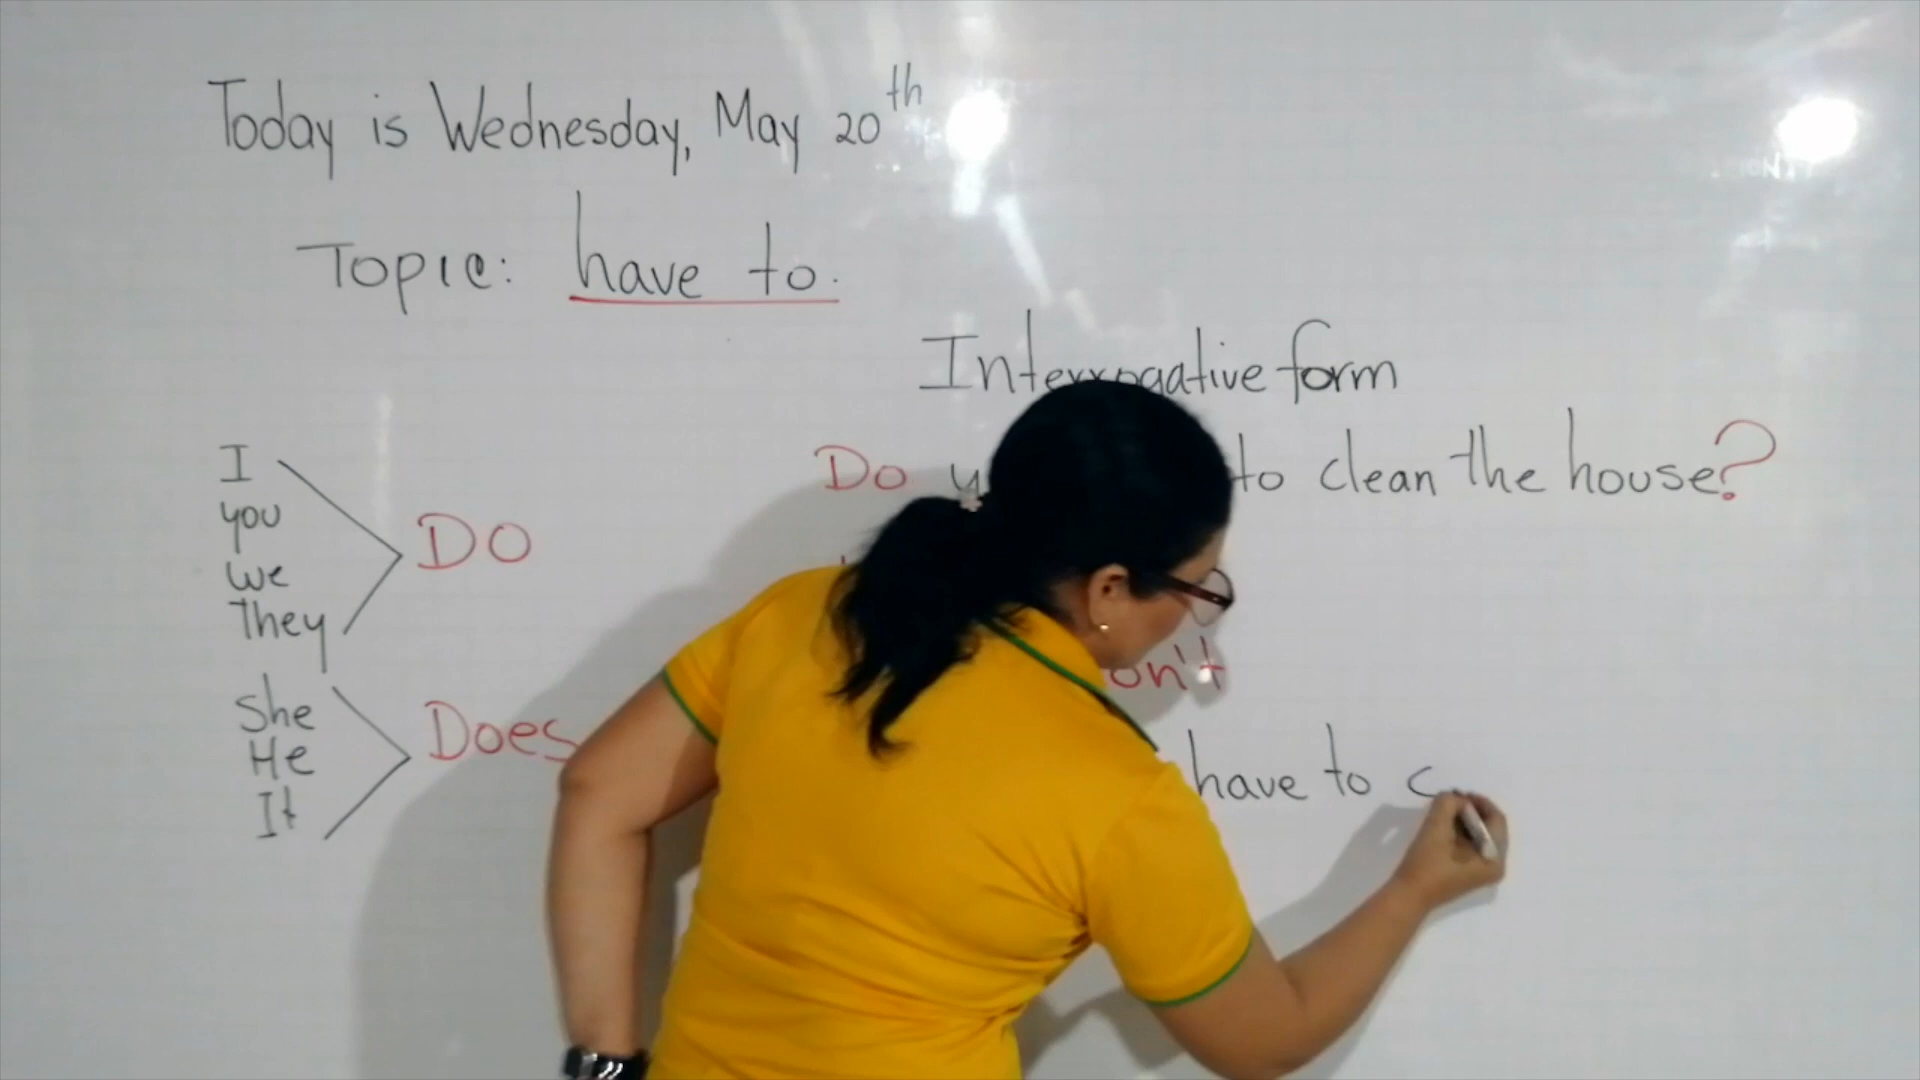 Today is Wednesday, May 20th
Topic: have to.
Interrogative form
I
you
we
They
DO
She
He
It
Does
Do to clean the house?
have to c